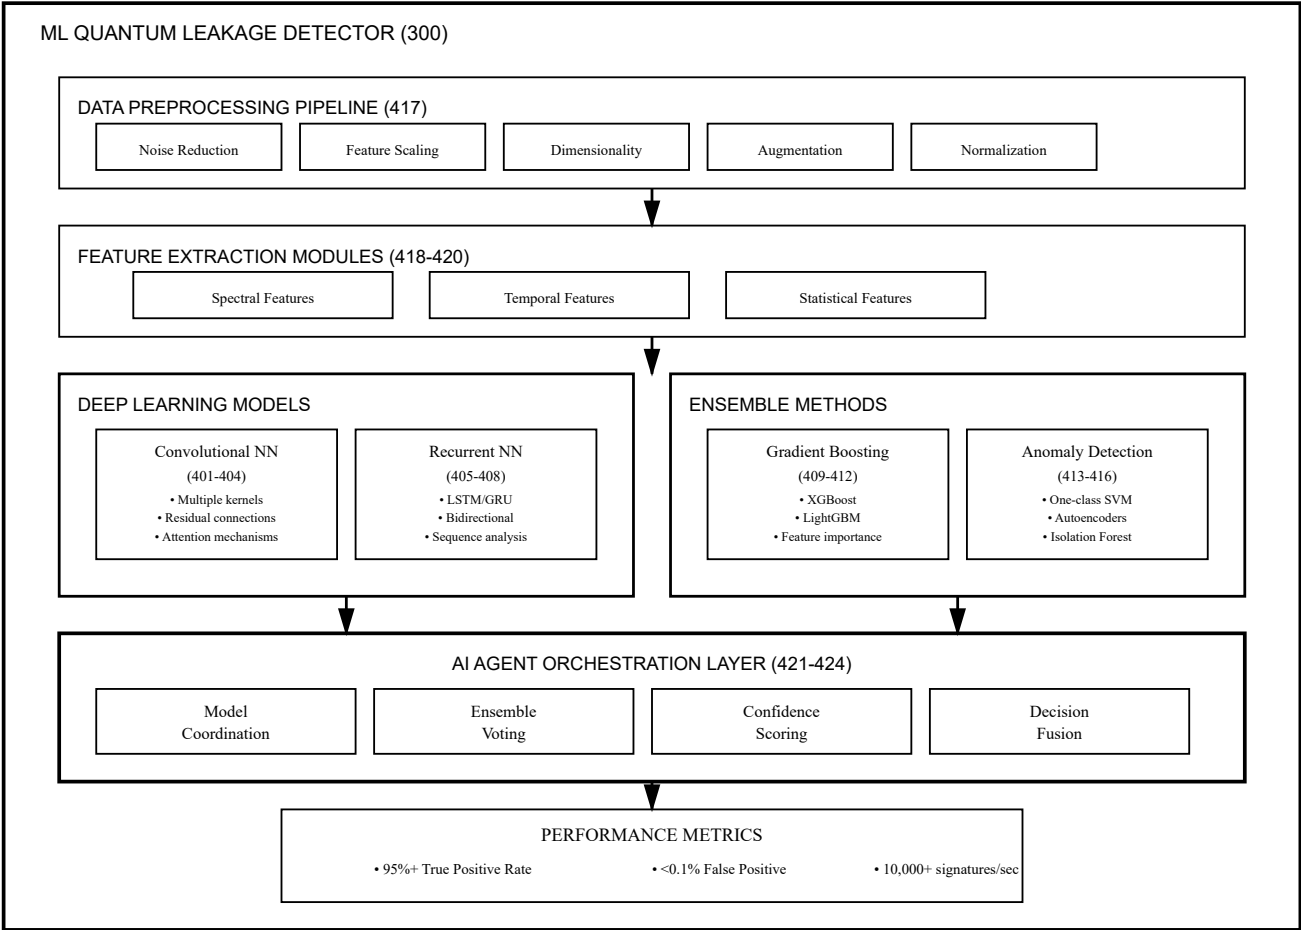 ML QUANTUM LEAKAGE DETECTOR (300)
DATA PREPROCESSING PIPELINE (417)
Noise Reduction
Feature Scaling
Dimensionality
Augmentation
Normalization
FEATURE EXTRACTION MODULES (418-420)
Spectral Features
Temporal Features
Statistical Features
DEEP LEARNING MODELS
Convolutional NN
(401-404)
• Multiple kernels
• Residual connections
• Attention mechanisms
Recurrent NN
(405-408)
• LSTM/GRU
• Bidirectional
• Sequence analysis
ENSEMBLE METHODS
Gradient Boosting
(409-412)
• XGBoost
• LightGBM
• Feature importance
Anomaly Detection
(413-416)
• One-class SVM
• Autoencoders
• Isolation Forest
AI AGENT ORCHESTRATION LAYER (421-424)
Model
Coordination
Ensemble
Voting
Confidence
Scoring
Decision
Fusion
PERFORMANCE METRICS
• 95%+ True Positive Rate
• <0.1% False Positive
• 10,000+ signatures/sec